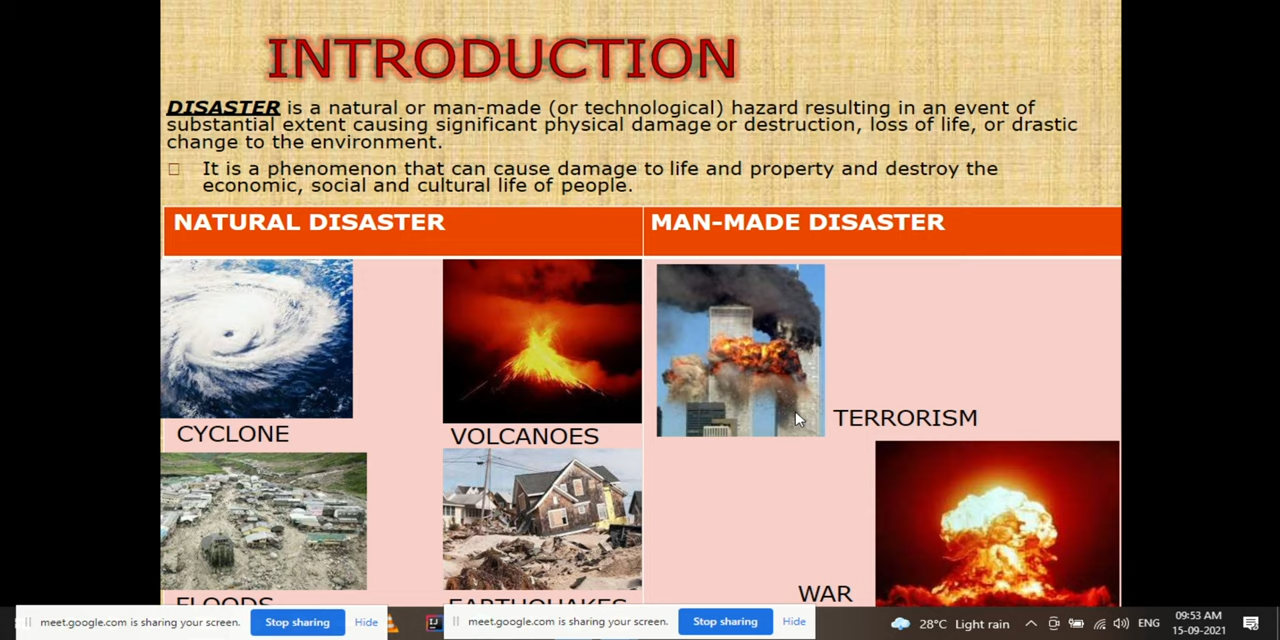 INTRODUCTION
DISASTER is a natural or man-made (or technological) hazard resulting in an event of
substantial extent causing significant physical damage or destruction, loss of life, or drastic
change to the environment.
It is a phenomenon that can cause damage to life and property and destroy the
economic, social and cultural life of people.
NATURAL DISASTER
MAN-MADE DISASTER
CYCLONE
VOLCANOES
TERRORISM
FLOODS
EARTHQUAKES
WAR
meet.google.com is sharing your screen.
Stop sharing
Hide
meet.google.com is sharing your screen.
Stop sharing
Hide
28°C Light rain
ENG
09:53 AM
15-09-2021